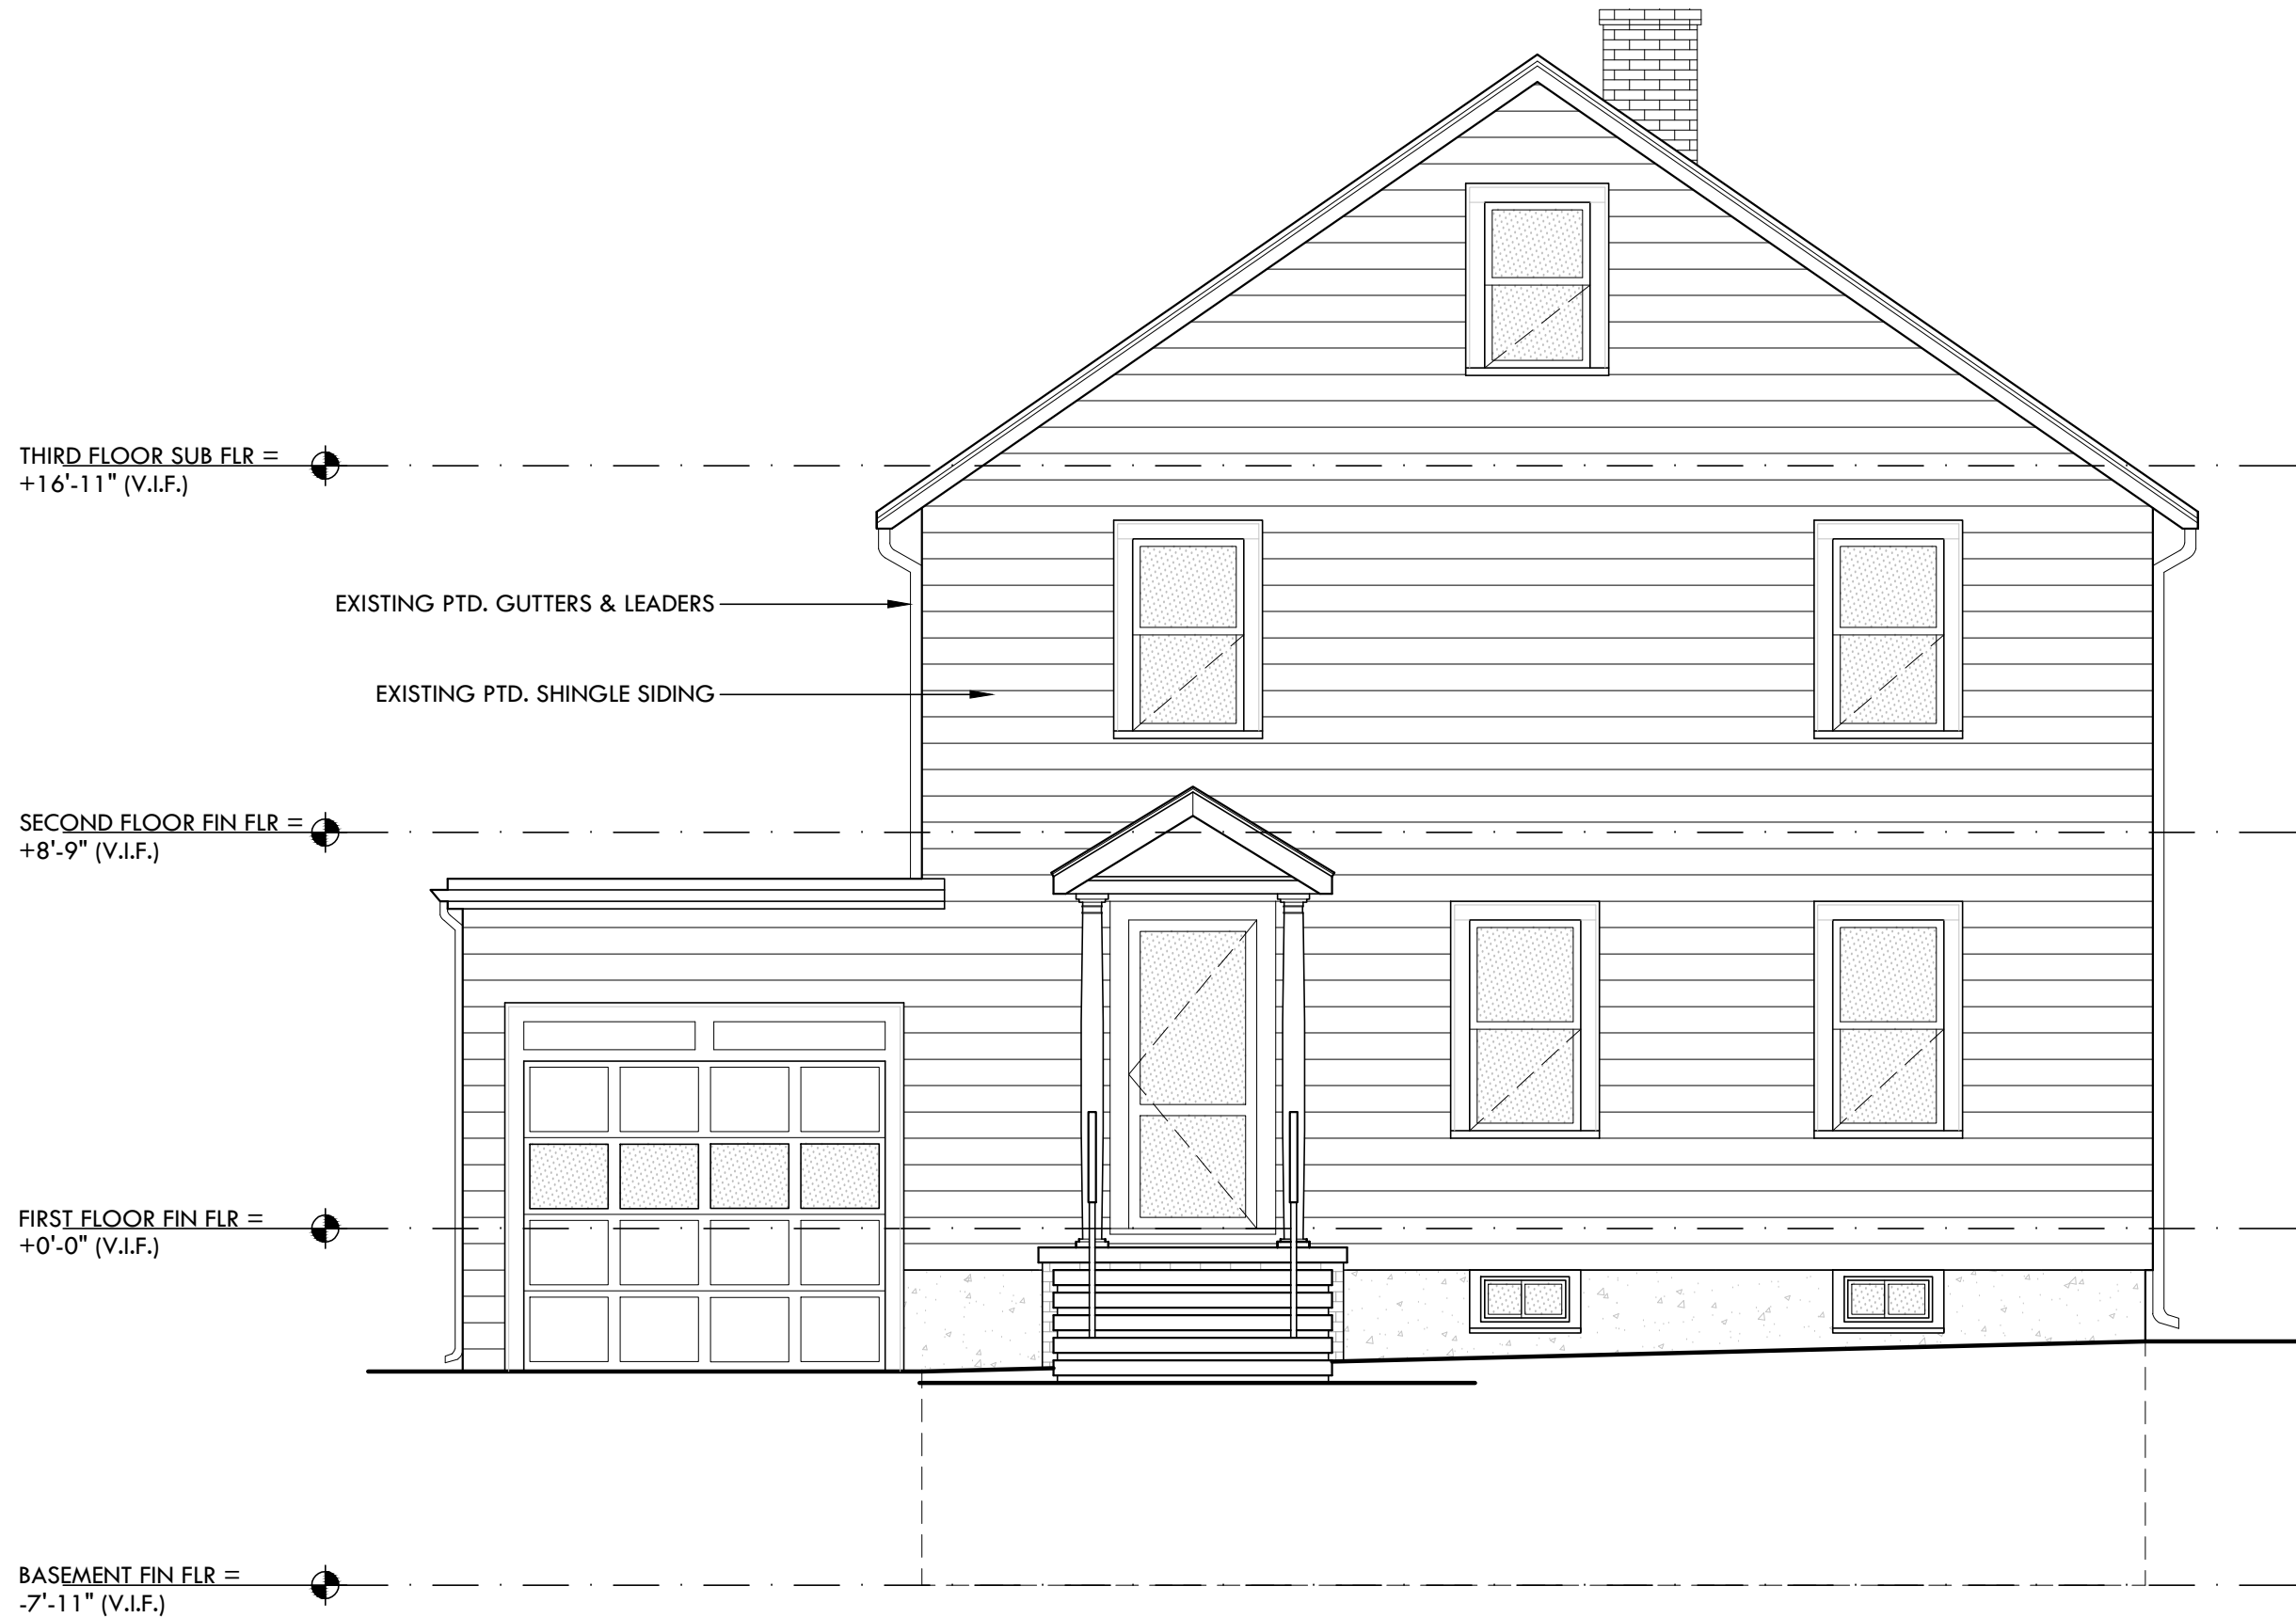 THIRD FLOOR SUB FLR =
+16'-11" (V.I.F.)
EXISTING PTD. GUTTERS & LEADERS
EXISTING PTD. SHINGLE SIDING
SECOND FLOOR FIN FLR =
+8'-9" (V.I.F.)
FIRST FLOOR FIN FLR =
+0'-0" (V.I.F.)
BASEMENT FIN FLR =
-7'-11" (V.I.F.)